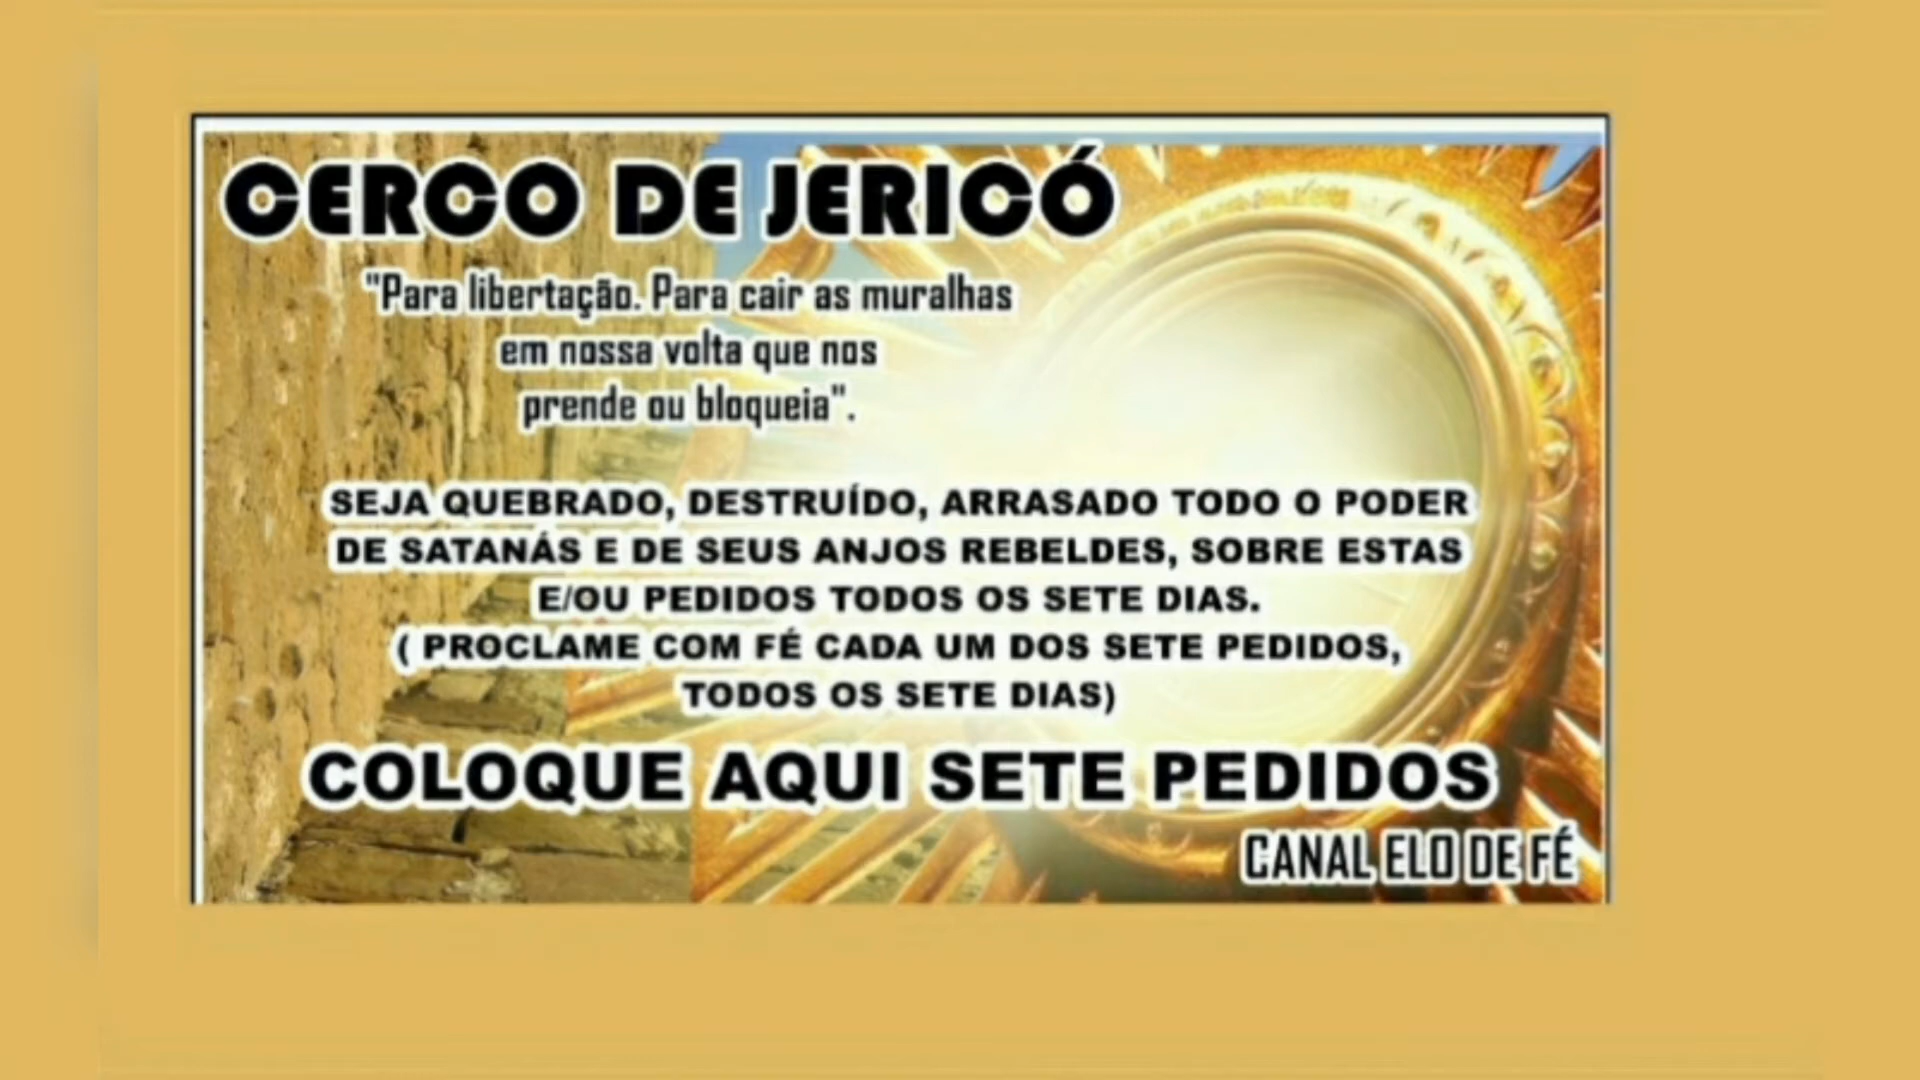 CERCO DE JERICÓ
"Para libertação. Para cair as muralhas
em nossa volta que nos
prende ou bloqueia".
SEJA QUEBRADO, DESTRUÍDO, ARRASADO TODO O PODER
DE SATANÁS E DE SEUS ANJOS REBELDES, SOBRE ESTAS
E/OU PEDIDOS TODOS OS SETE DIAS.
( PROCLAME COM FÉ CADA UM DOS SETE PEDIDOS,
TODOS OS SETE DIAS)
COLOQUE AQUI SETE PEDIDOS
CANAL ELO DE FÉ